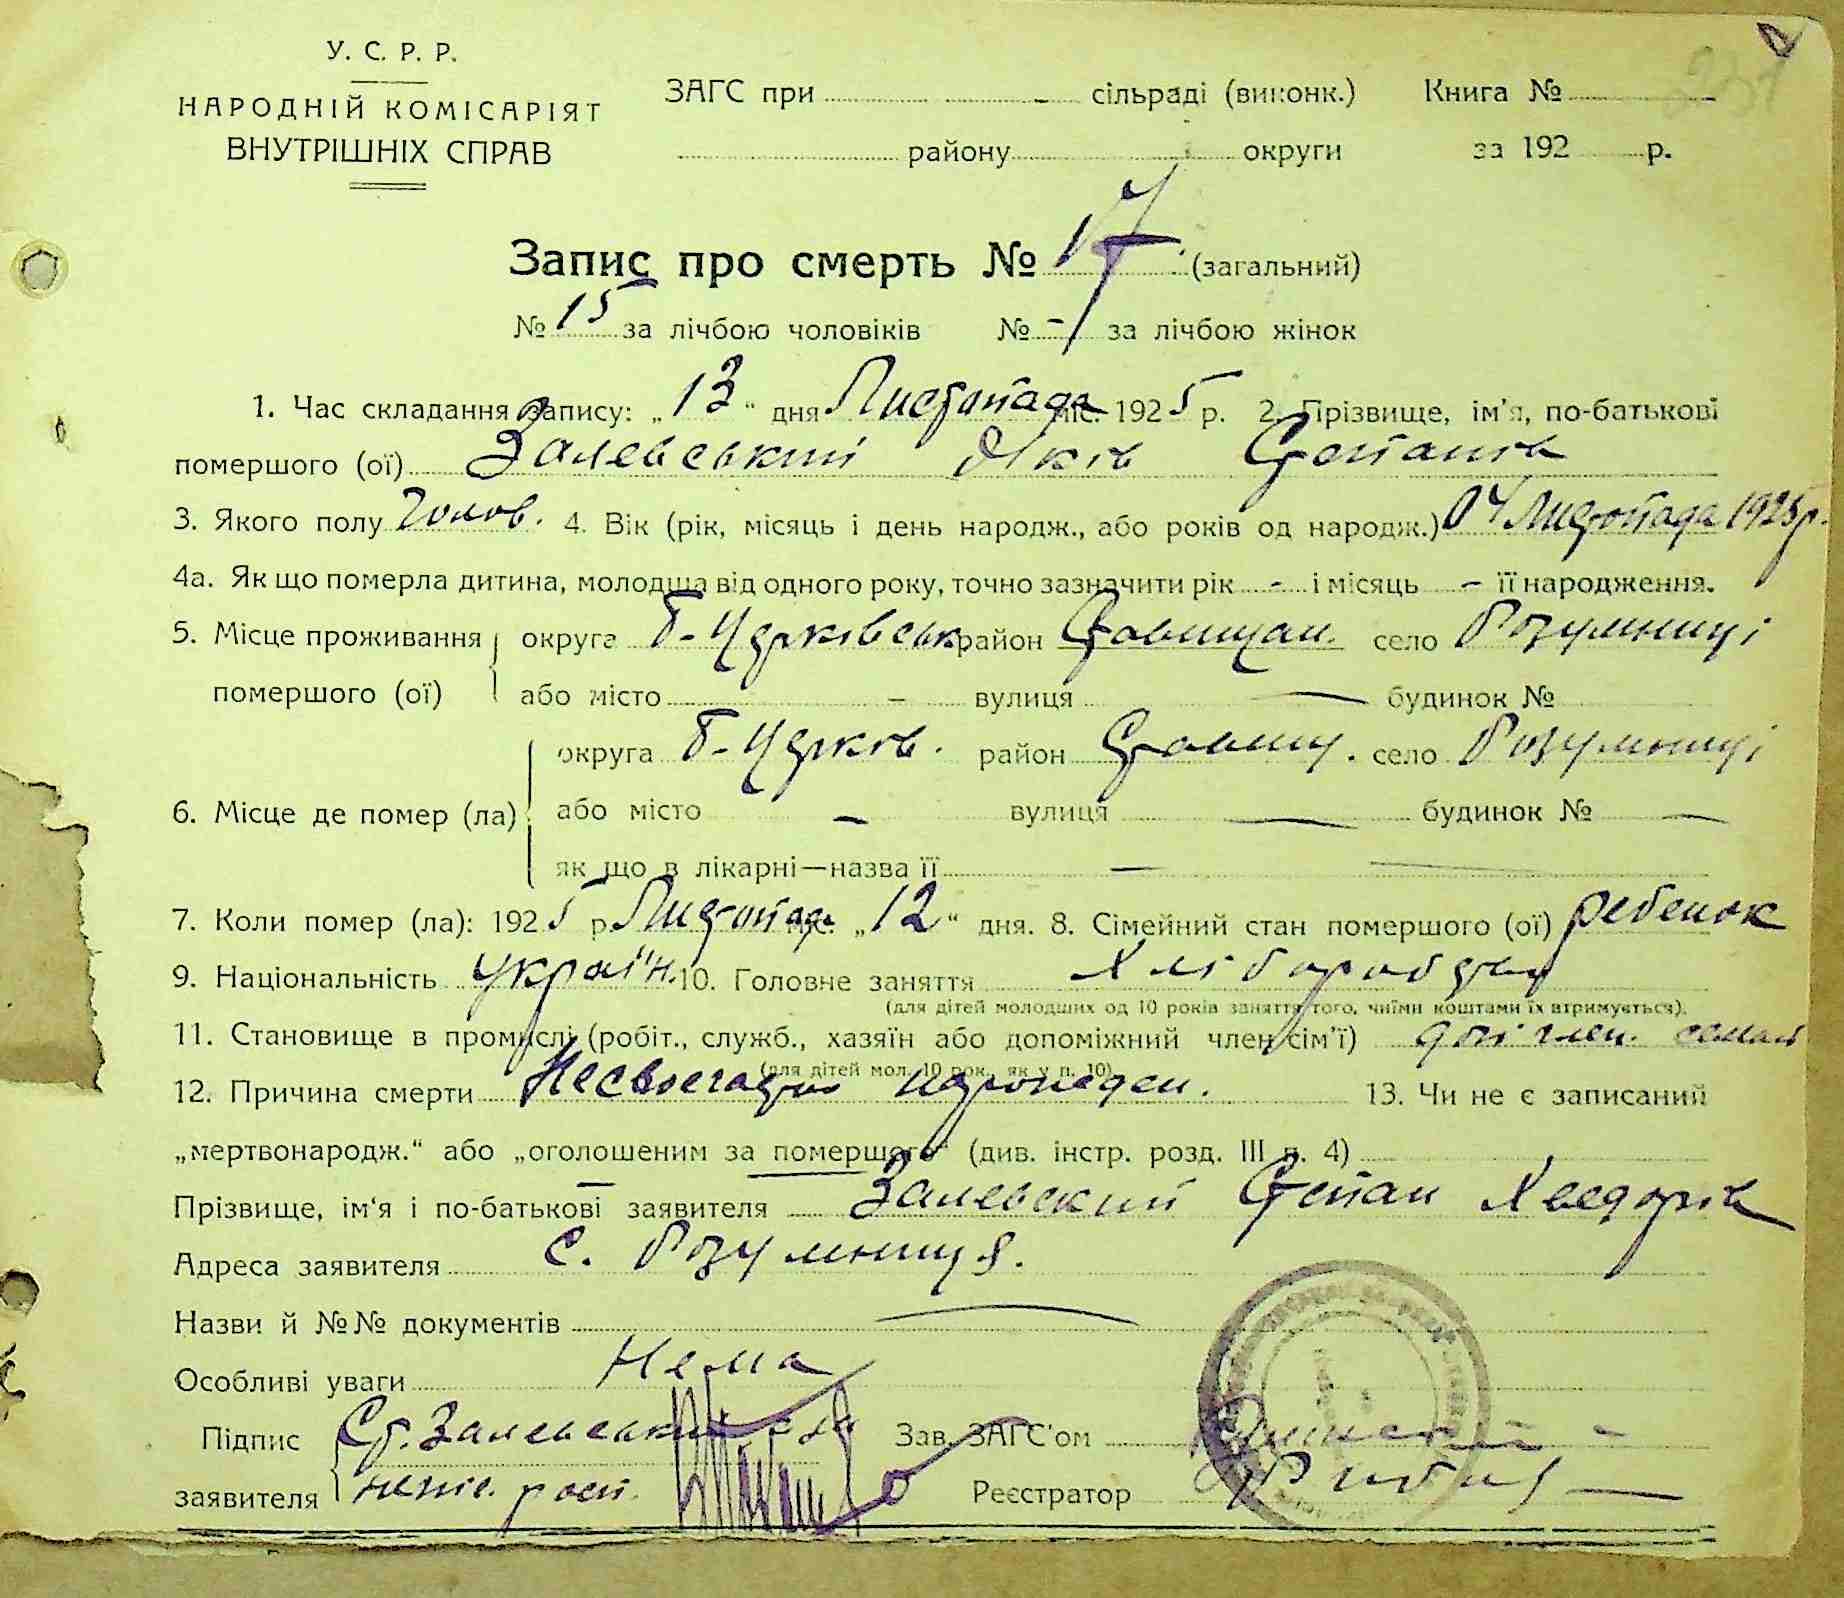 У. С. Р. Р.
НАРОДНІЙ КОМІСАРІЯТ
ВНУТРІШНІХ СПРАВ
ЗАГС при сільраді (виконк.) Книга №
231
району округи за 192 р.
Запис про смерть № 17 (загальний)
№ 15 за лічбою чоловіків № - за лічбою жінок
1. Час складання запису: „13“ дня Листопада міс. 1925 р. 2. Прізвище, ім'я, по-батькові
помершого (ої) Залевський Яків Степанів
3. Якого полу Чолов. 4. Вік (рік, місяць і день народж., або років од народж.) 04 Листопада 1925 р.
4а. Як що померла дитина, молодша від одного року, точно зазначити рік - і місяць - її народження.
5. Місце проживання помершого (ої) округа Б-Церківськ район Ставищан. село Розумниці
або місто - вулиця — будинок №
6. Місце де помер (ла) округа Б-Церков. район Ставищ. село Розумниці
або місто - вулиця — будинок № —
як що в лікарні—назва її — —
7. Коли помер (ла): 1925 р. Листопада міс. „12“ дня. 8. Сімейний стан помершого (ої) ребенок
9. Національність україн. 10. Головне заняття Хліборобство
(для дітей молодших од 10 років заняття того, чиїми коштами їх втримується).
11. Становище в промислі (робіт., служб., хазяїн або допоміжний член сім'ї) член
(для дітей мол. 10 рок. як у п. 10)
12. Причина смерти 13. Чи не є записаний
„мертвонародж.“ або „оголошеним за помершого“ (див. інстр. розд. III п. 4)
Прізвище, ім'я і по-батькові заявителя Залевский Степан Хведорів
Адреса заявителя с. Розумниця.
Назви й №№ документів —
Особливі уваги Нема
Підпис заявителя Ст. Залевський
Зав. ЗАГС'ом
Реєстратор